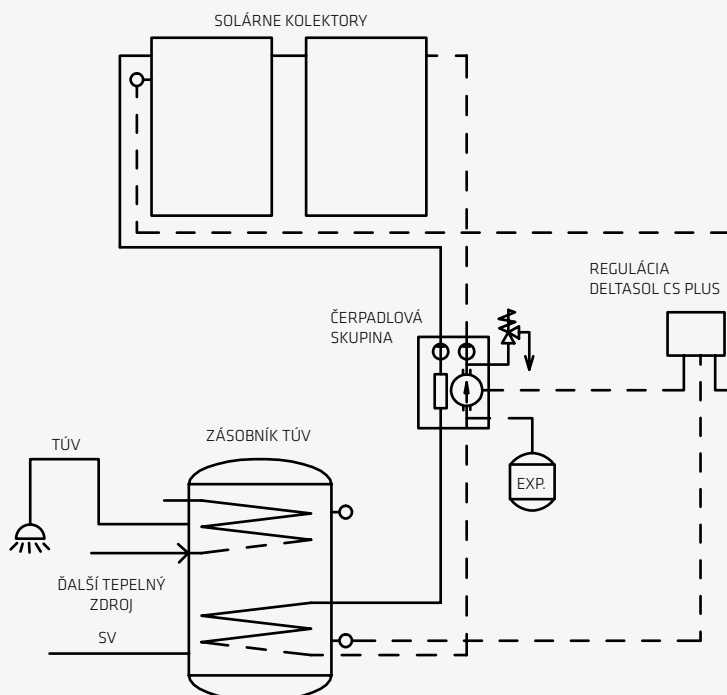 SOLÁRNE KOLEKTORY
REGULÁCIA
DELTASOL CS PLUS
ČERPADLOVÁ
SKUPINA
ZÁSOBNÍK TÚV
TÚV
EXP.
ĎALŠÍ TEPELNÝ
ZDROJ
SV